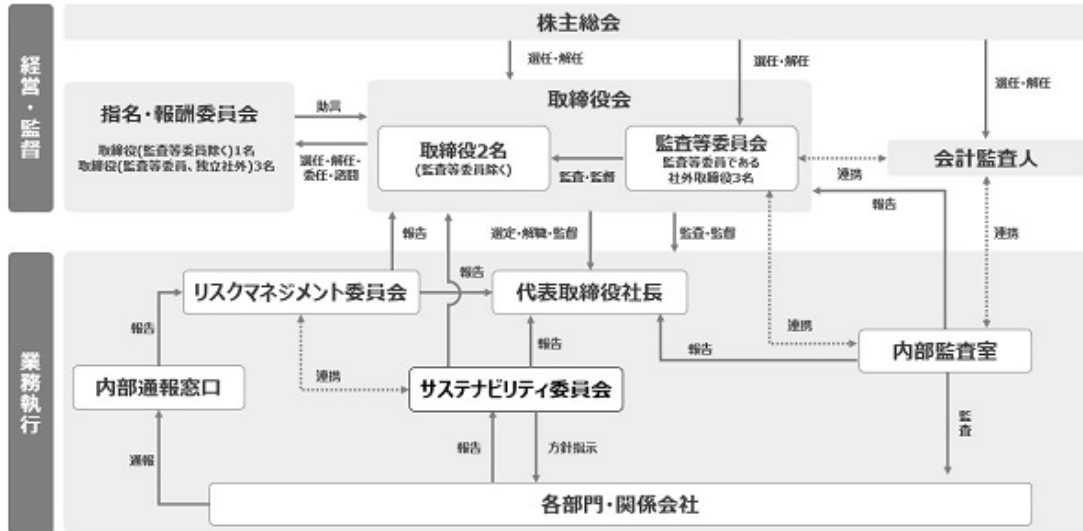 株主総会
経営・監督
選任・解任
選任・解任
選任・解任
指名・報酬委員会
取締役(監査等委員除く)1名
取締役(監査等委員、独立社外)3名
助言
選任・解任・
委任・諮問
取締役会
取締役2名
(監査等委員除く)
監査・監督
監査等委員会
監査等委員である
社外取締役3名
連携
会計監査人
報告
報告
選定・解職・監督
監査・監督
連携
業務執行
リスクマネジメント委員会
報告
代表取締役社長
報告
連携
報告
報告
内部監査室
内部通報窓口
連携
サステナビリティ委員会
監査
通報
報告
方針指示
各部門・関係会社